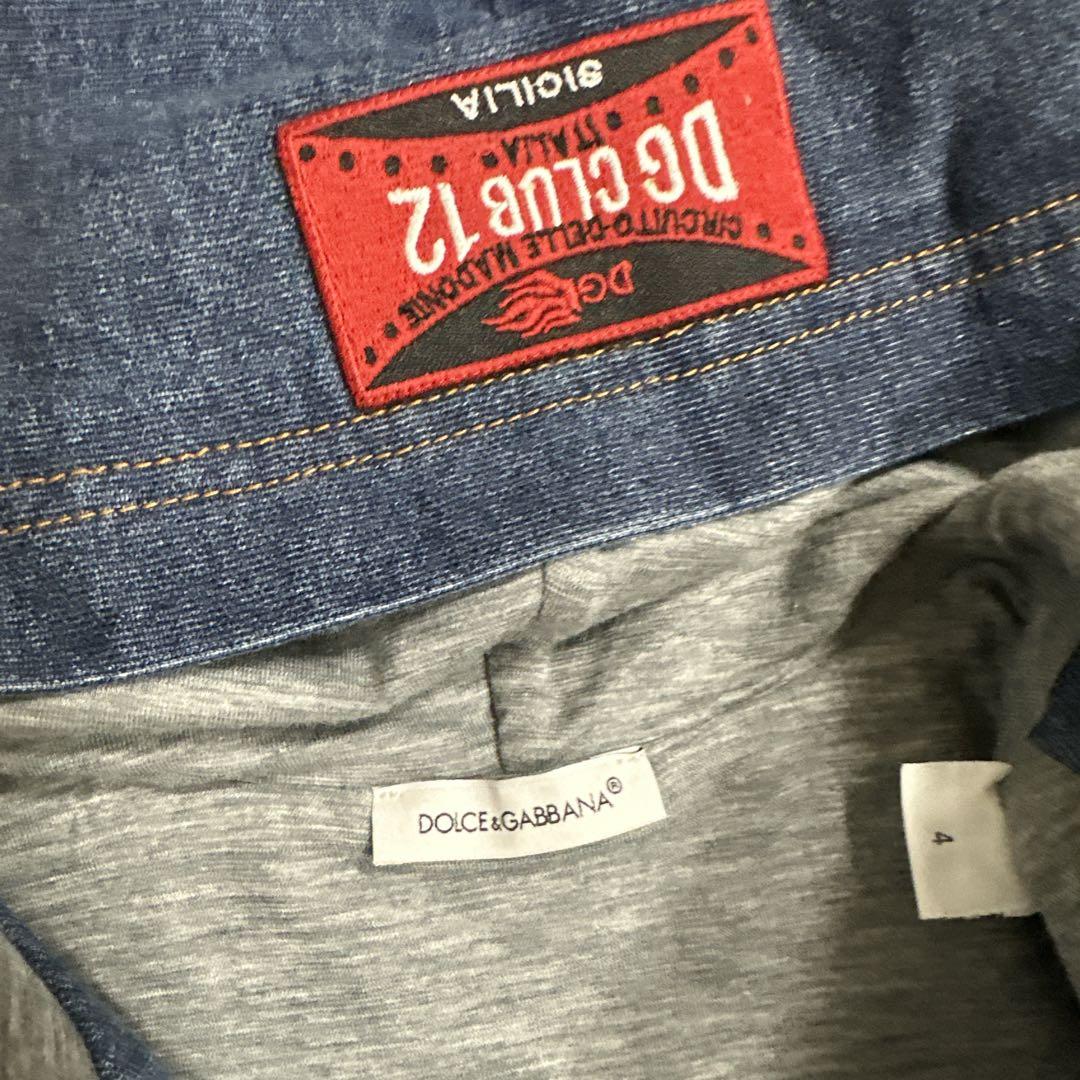 SICILIA
ITALIA
DG CLUB 12
CIRCUITO DELLE MADONIE
DG
DOLCE&GABBANA®
4